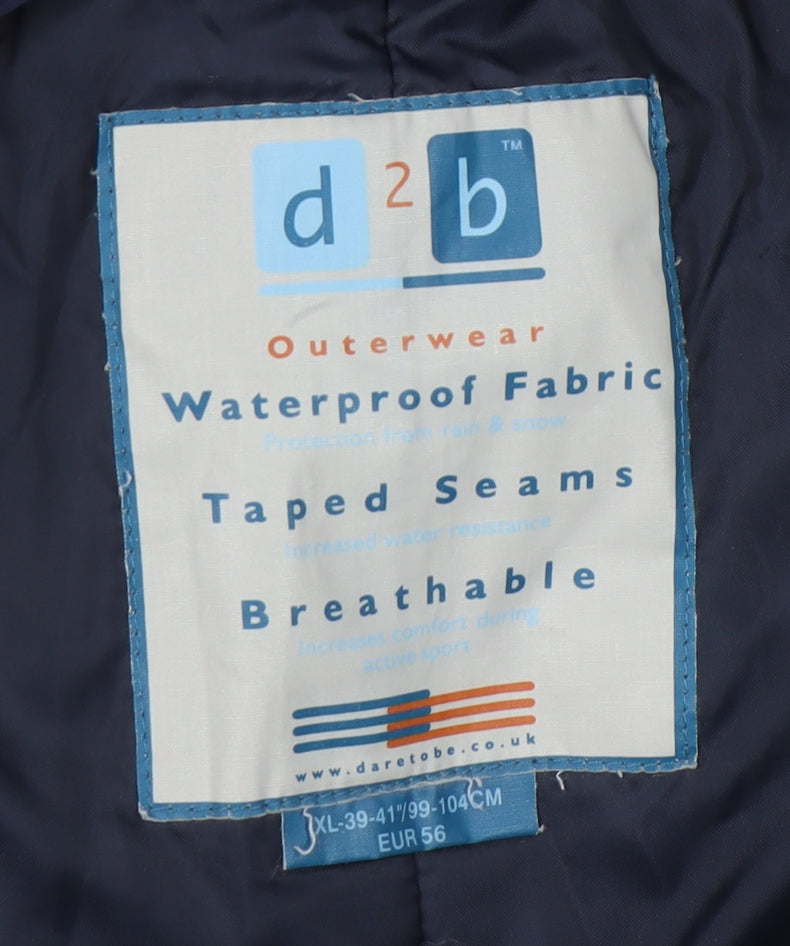 d 2 b ™
Outerwear
Waterproof Fabric
Protection from rain & snow
Taped Seams
Increased water resistance
Breathable
Increases comfort during
active sport
www.daretobe.co.uk
XL-39-41"/99-104CM
EUR 56